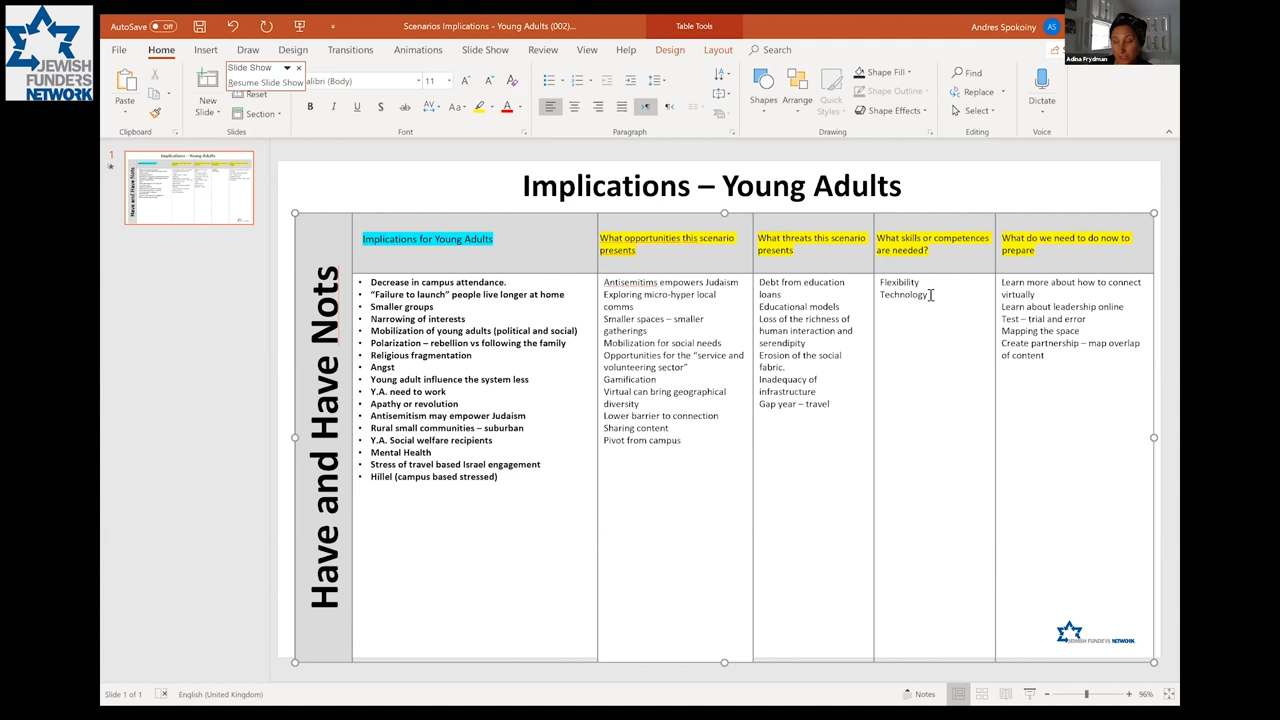 JEWISH
FUNDERS
NETWORK
AutoSave Off
Scenarios Implications - Young Adults (002)...
Table Tools
Andres Spokoiny
AS
Adina Frydman
File Home Insert Draw Design Transitions Animations Slide Show Review View Help Design Layout Search
Slide Show
Resume Slide Show
Paste
New
Slide
Reset
Section
alibri (Body) 11
B I U S ab AV Aa A
Shapes
Arrange
Quick
Styles
Shape Fill
Shape Outline
Shape Effects
Find
Replace
Select
Dictate
Clipboard
Slides
Font
Paragraph
Drawing
Editing
Voice
1
Implications – Young Adults
Have and Have Nots
Implications – Young Adults
Have and Have Nots
Implications for Young Adults
• Decrease in campus attendance.
• “Failure to launch” people live longer at home
• Smaller groups
• Narrowing of interests
• Mobilization of young adults (political and social)
• Polarization – rebellion vs following the family
• Religious fragmentation
• Angst
• Young adult influence the system less
• Y.A. need to work
• Apathy or revolution
• Antisemitism may empower Judaism
• Rural small communities – suburban
• Y.A. Social welfare recipients
• Mental Health
• Stress of travel based Israel engagement
• Hillel (campus based stressed)
What opportunities this scenario
presents
Antisemitims empowers Judaism
Exploring micro-hyper local
comms
Smaller spaces – smaller
gatherings
Mobilization for social needs
Opportunities for the “service and
volunteering sector”
Gamification
Virtual can bring geographical
diversity
Lower barrier to connection
Sharing content
Pivot from campus
What threats this scenario
presents
Debt from education
loans
Educational models
Loss of the richness of
human interaction and
serendipity
Erosion of the social
fabric.
Inadequacy of
infrastructure
Gap year – travel
What skills or competences
are needed?
Flexibility
Technology
What do we need to do now to
prepare
Learn more about how to connect
virtually
Learn about leadership online
Test – trial and error
Mapping the space
Create partnership – map overlap
of content
JEWISH FUNDERS NETWORK
Slide 1 of 1
English (United Kingdom)
Notes
96%